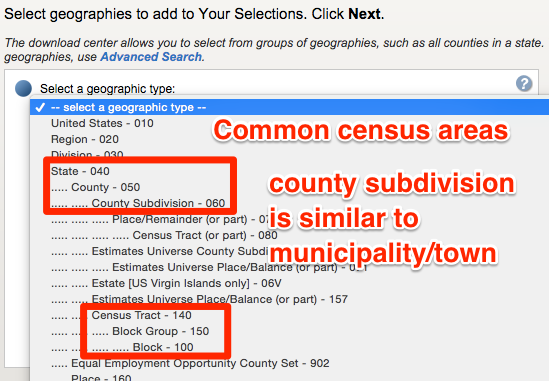 Select geographies to add to Your Selections. Click Next.
The download center allows you to select from groups of geographies, such as all counties in a state.
geographies, use Advanced Search.
Select a geographic type:
?
✓ -- select a geographic type --
United States - 010
Region - 020
Division - 030
State - 040
..... County - 050
..... ..... County Subdivision - 060
..... ..... ..... Place/Remainder (or part) - 07
..... ..... ..... ..... Census Tract (or part) - 080
..... ..... Estimates Universe County Subdi
..... ..... ..... Estimates Universe Place/Balance (or part) -
..... ..... Estate [US Virgin Islands only] - 06V
..... ..... Estimates Universe Place/Balance (or part) - 157
..... ..... Census Tract - 140
..... ..... ..... Block Group - 150
..... ..... ..... ..... Block - 100
..... Equal Employment Opportunity County Set - 902
..... Place - 160
Common census areas
county subdivision
is similar to
municipality/town